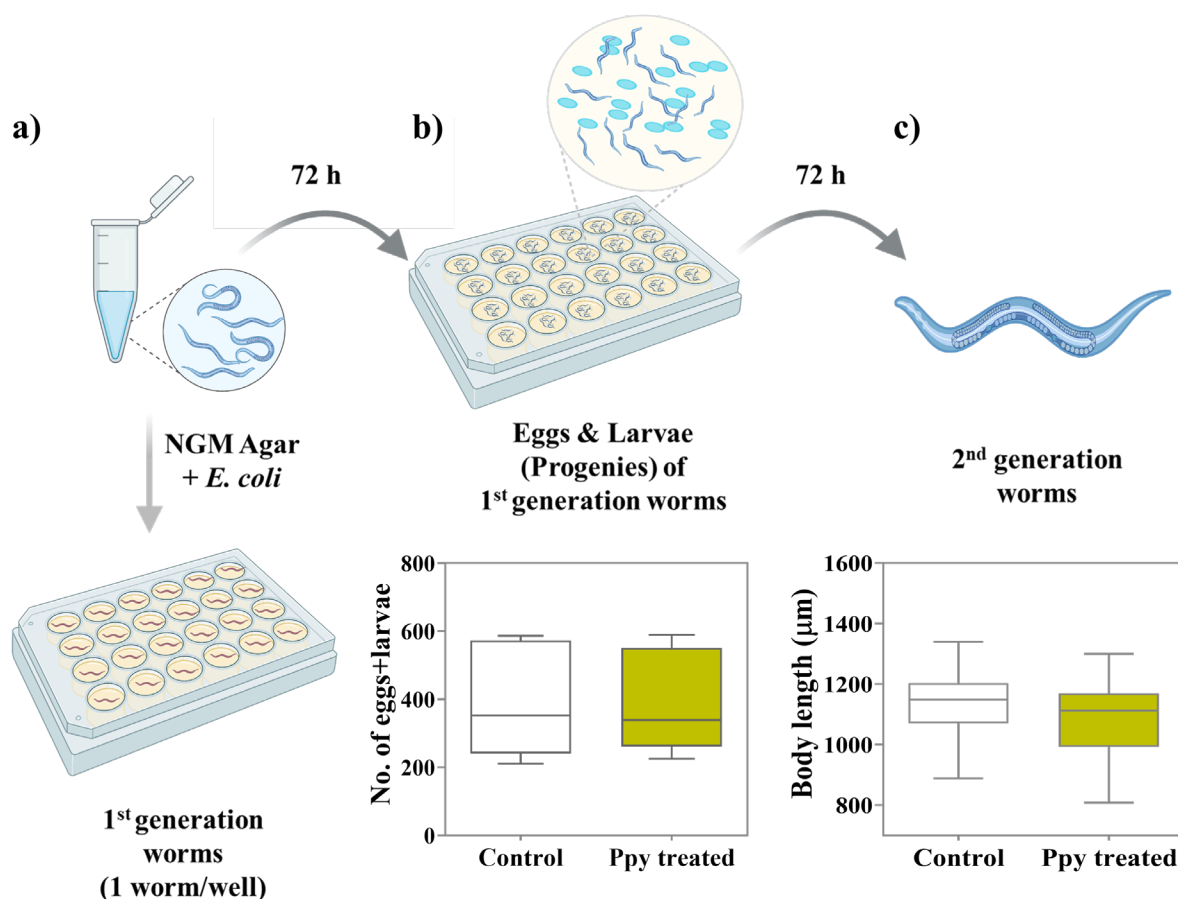 a)
NGM Agar
+ E. coli
1st generation
worms
(1 worm/well)
72 h
b)
Eggs & Larvae
(Progenies) of
1st generation worms
No. of eggs+larvae
800
600
400
200
0
Control
Ppy treated
72 h
c)
2nd generation
worms
Body length (μm)
1600
1400
1200
1000
800
Control
Ppy treated